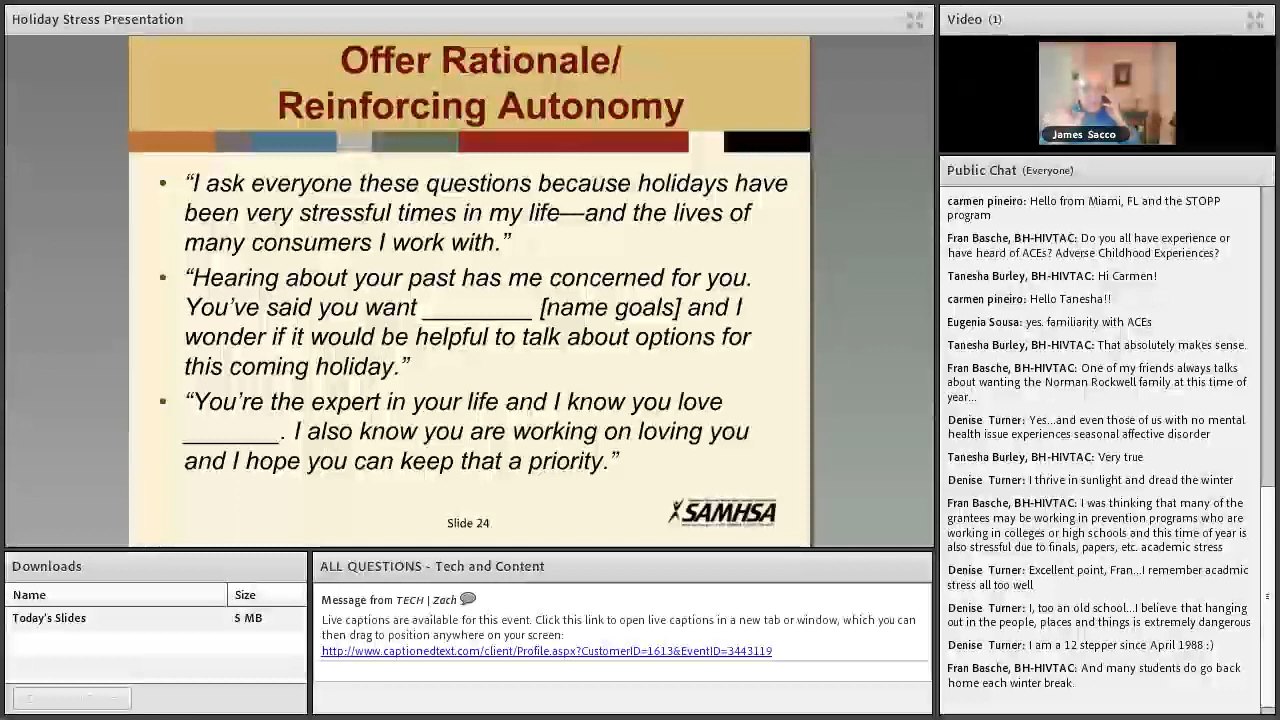 Holiday Stress Presentation
Offer Rationale/
Reinforcing Autonomy
• “I ask everyone these questions because holidays have
been very stressful times in my life—and the lives of
many consumers I work with.”
• “Hearing about your past has me concerned for you.
You’ve said you want ________ [name goals] and I
wonder if it would be helpful to talk about options for
this coming holiday.”
• “You’re the expert in your life and I know you love
_______. I also know you are working on loving you
and I hope you can keep that a priority.”
Slide 24
SAMHSA
Video (1)
James Sacco
Public Chat (Everyone)
carmen pineiro: Hello from Miami, FL and the STOPP
program
Fran Basche, BH-HIVTAC: Do you all have experience or
have heard of ACEs? Adverse Childhood Experiences?
Tanesha Burley, BH-HIVTAC: Hi Carmen!
carmen pineiro: Hello Tanesha!!
Eugenia Sousa: yes. familiarity with ACEs
Tanesha Burley, BH-HIVTAC: That absolutely makes sense.
Fran Basche, BH-HIVTAC: One of my friends always talks
about wanting the Norman Rockwell family at this time of
year...
Denise Turner: Yes...and even those of us with no mental
health issue experiences seasonal affective disorder
Tanesha Burley, BH-HIVTAC: Very true
Denise Turner: I thrive in sunlight and dread the winter
Fran Basche, BH-HIVTAC: I was thinking that many of the
grantees may be working in prevention programs who are
working in colleges or high schools and this time of year is
also stressful due to finals, papers, etc. academic stress
Denise Turner: Excellent point, Fran...I remember acadmic
stress all too well
Denise Turner: I, too an old school...I believe that hanging
out in the people, places and things is extremely dangerous
Denise Turner: I am a 12 stepper since April 1988 :)
Fran Basche, BH-HIVTAC: And many students do go back
home each winter break.
Downloads
Name Size
Today's Slides 5 MB
ALL QUESTIONS - Tech and Content
Message from TECH | Zach
Live captions are available for this event. Click this link to open live captions in a new tab or window, which you can
then drag to position anywhere on your screen:
http://www.captionedtext.com/client/Profile.aspx?CustomerID=1613&EventID=3443119